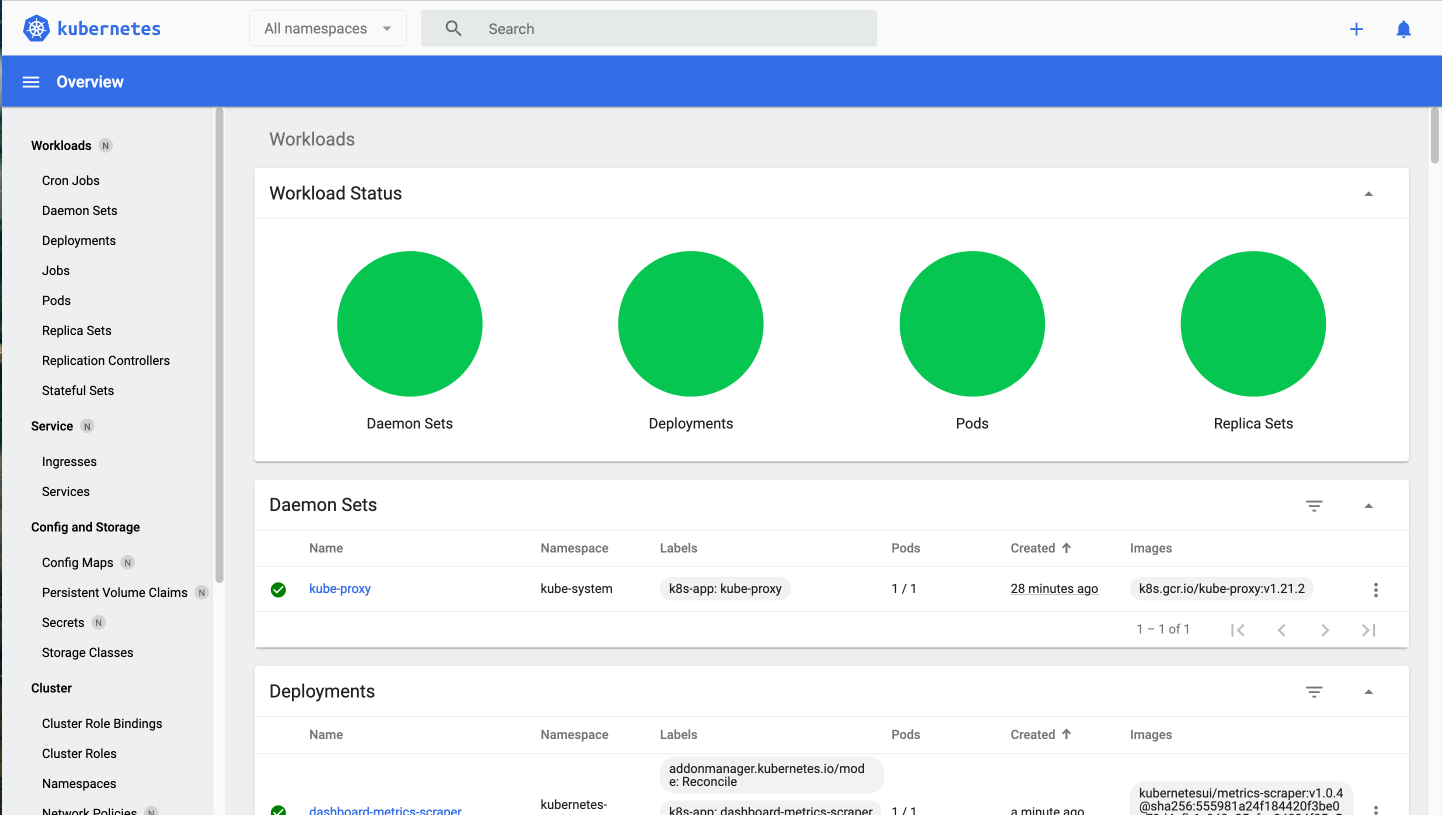 kubernetes
All namespaces
Search
Overview
Workloads N
Cron Jobs
Daemon Sets
Deployments
Jobs
Pods
Replica Sets
Replication Controllers
Stateful Sets
Service N
Ingresses
Services
Config and Storage
Config Maps N
Persistent Volume Claims N
Secrets N
Storage Classes
Cluster
Cluster Role Bindings
Cluster Roles
Namespaces
Network Policies N
Workloads
Workload Status
Daemon Sets Deployments Pods Replica Sets
Daemon Sets
Name Namespace Labels Pods Created Images
kube-proxy kube-system k8s-app: kube-proxy 1 / 1 28 minutes ago k8s.gcr.io/kube-proxy:v1.21.2
1 – 1 of 1
Deployments
Name Namespace Labels Pods Created Images
addonmanager.kubernetes.io/mod
e: Reconcile
kubernetesui/metrics-scraper:v1.0.4
@sha256:555981a24f184420f3be0
dashboard-metrics-scraper kubernetes- k8s-app: dashboard-metrics-scraper 1 / 1 a minute ago